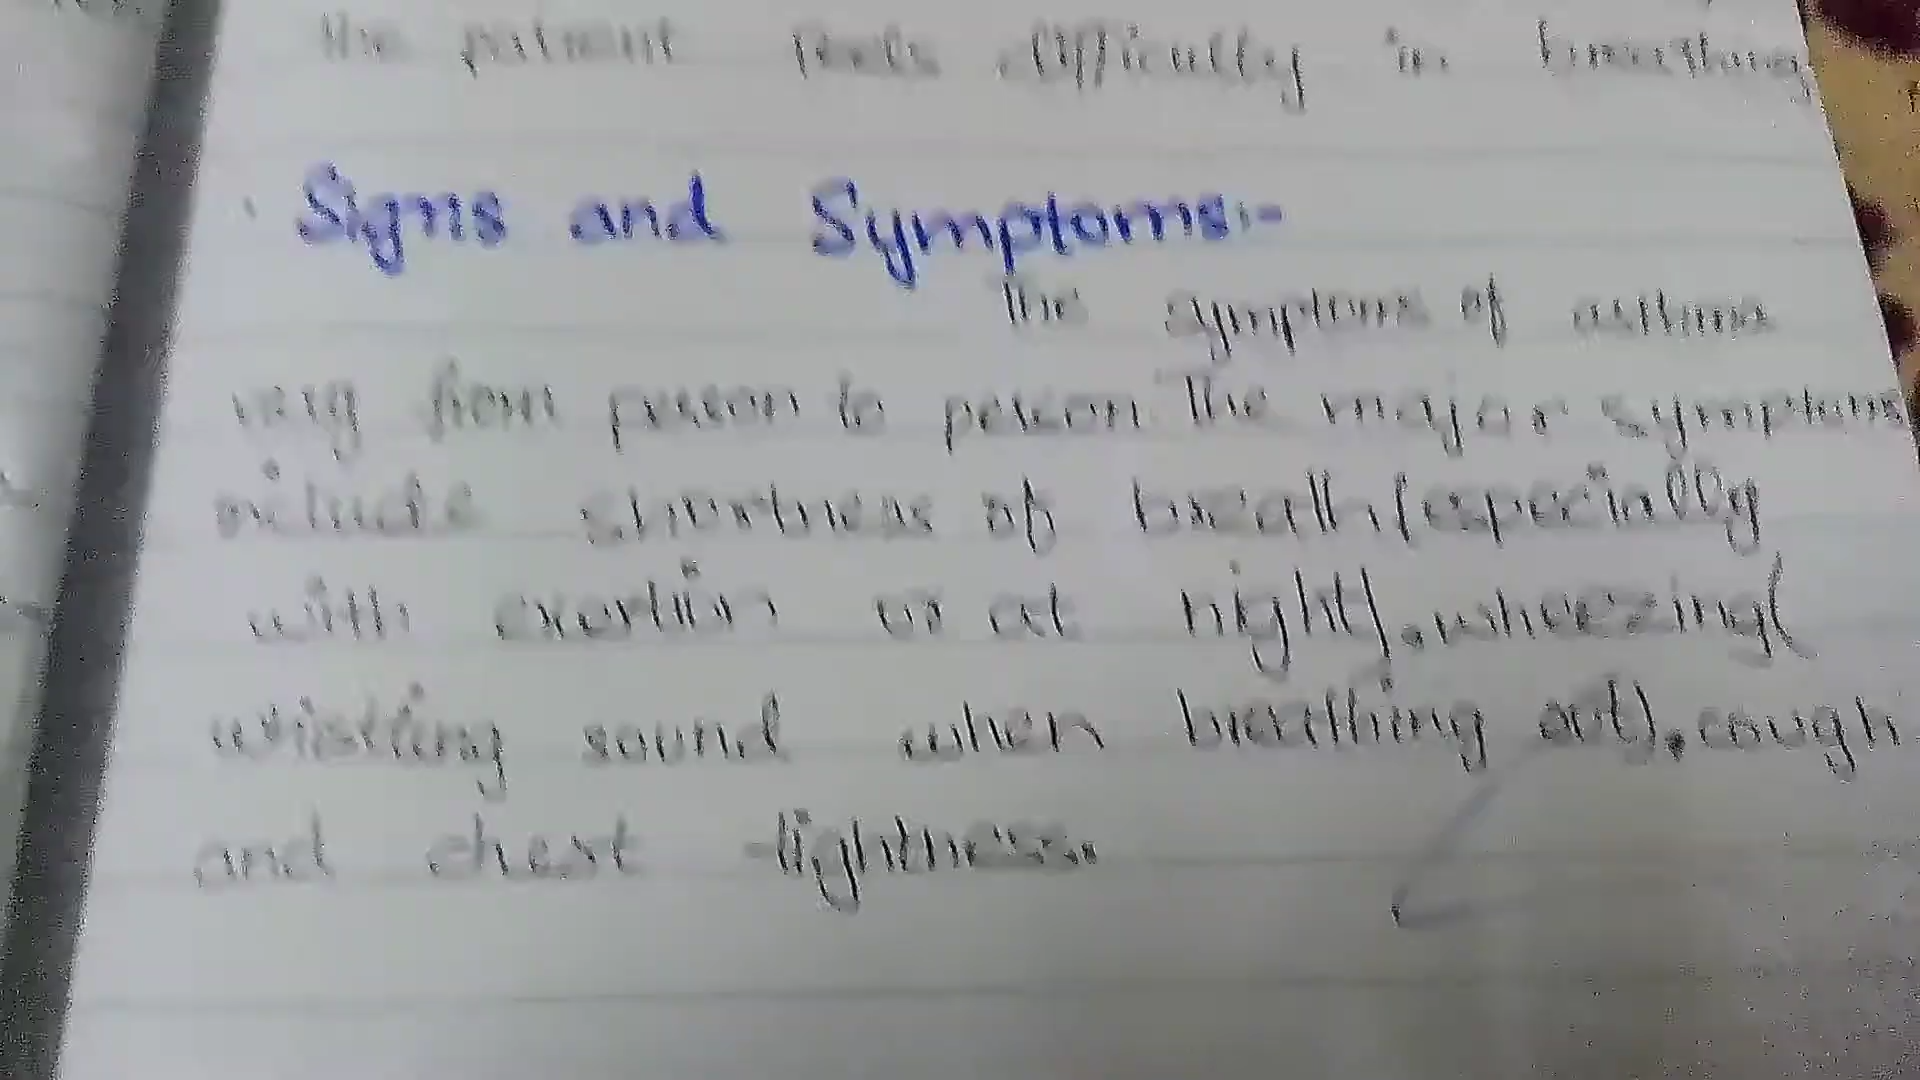 the patient feels difficulty in breathing
Signs and Symptoms:-
The symptoms of asthma
vary from person to person. The major symptoms
include shortness of breath (especially
with exertion or at night), wheezing (
whistling sound when breathing out), cough
and chest tightness.